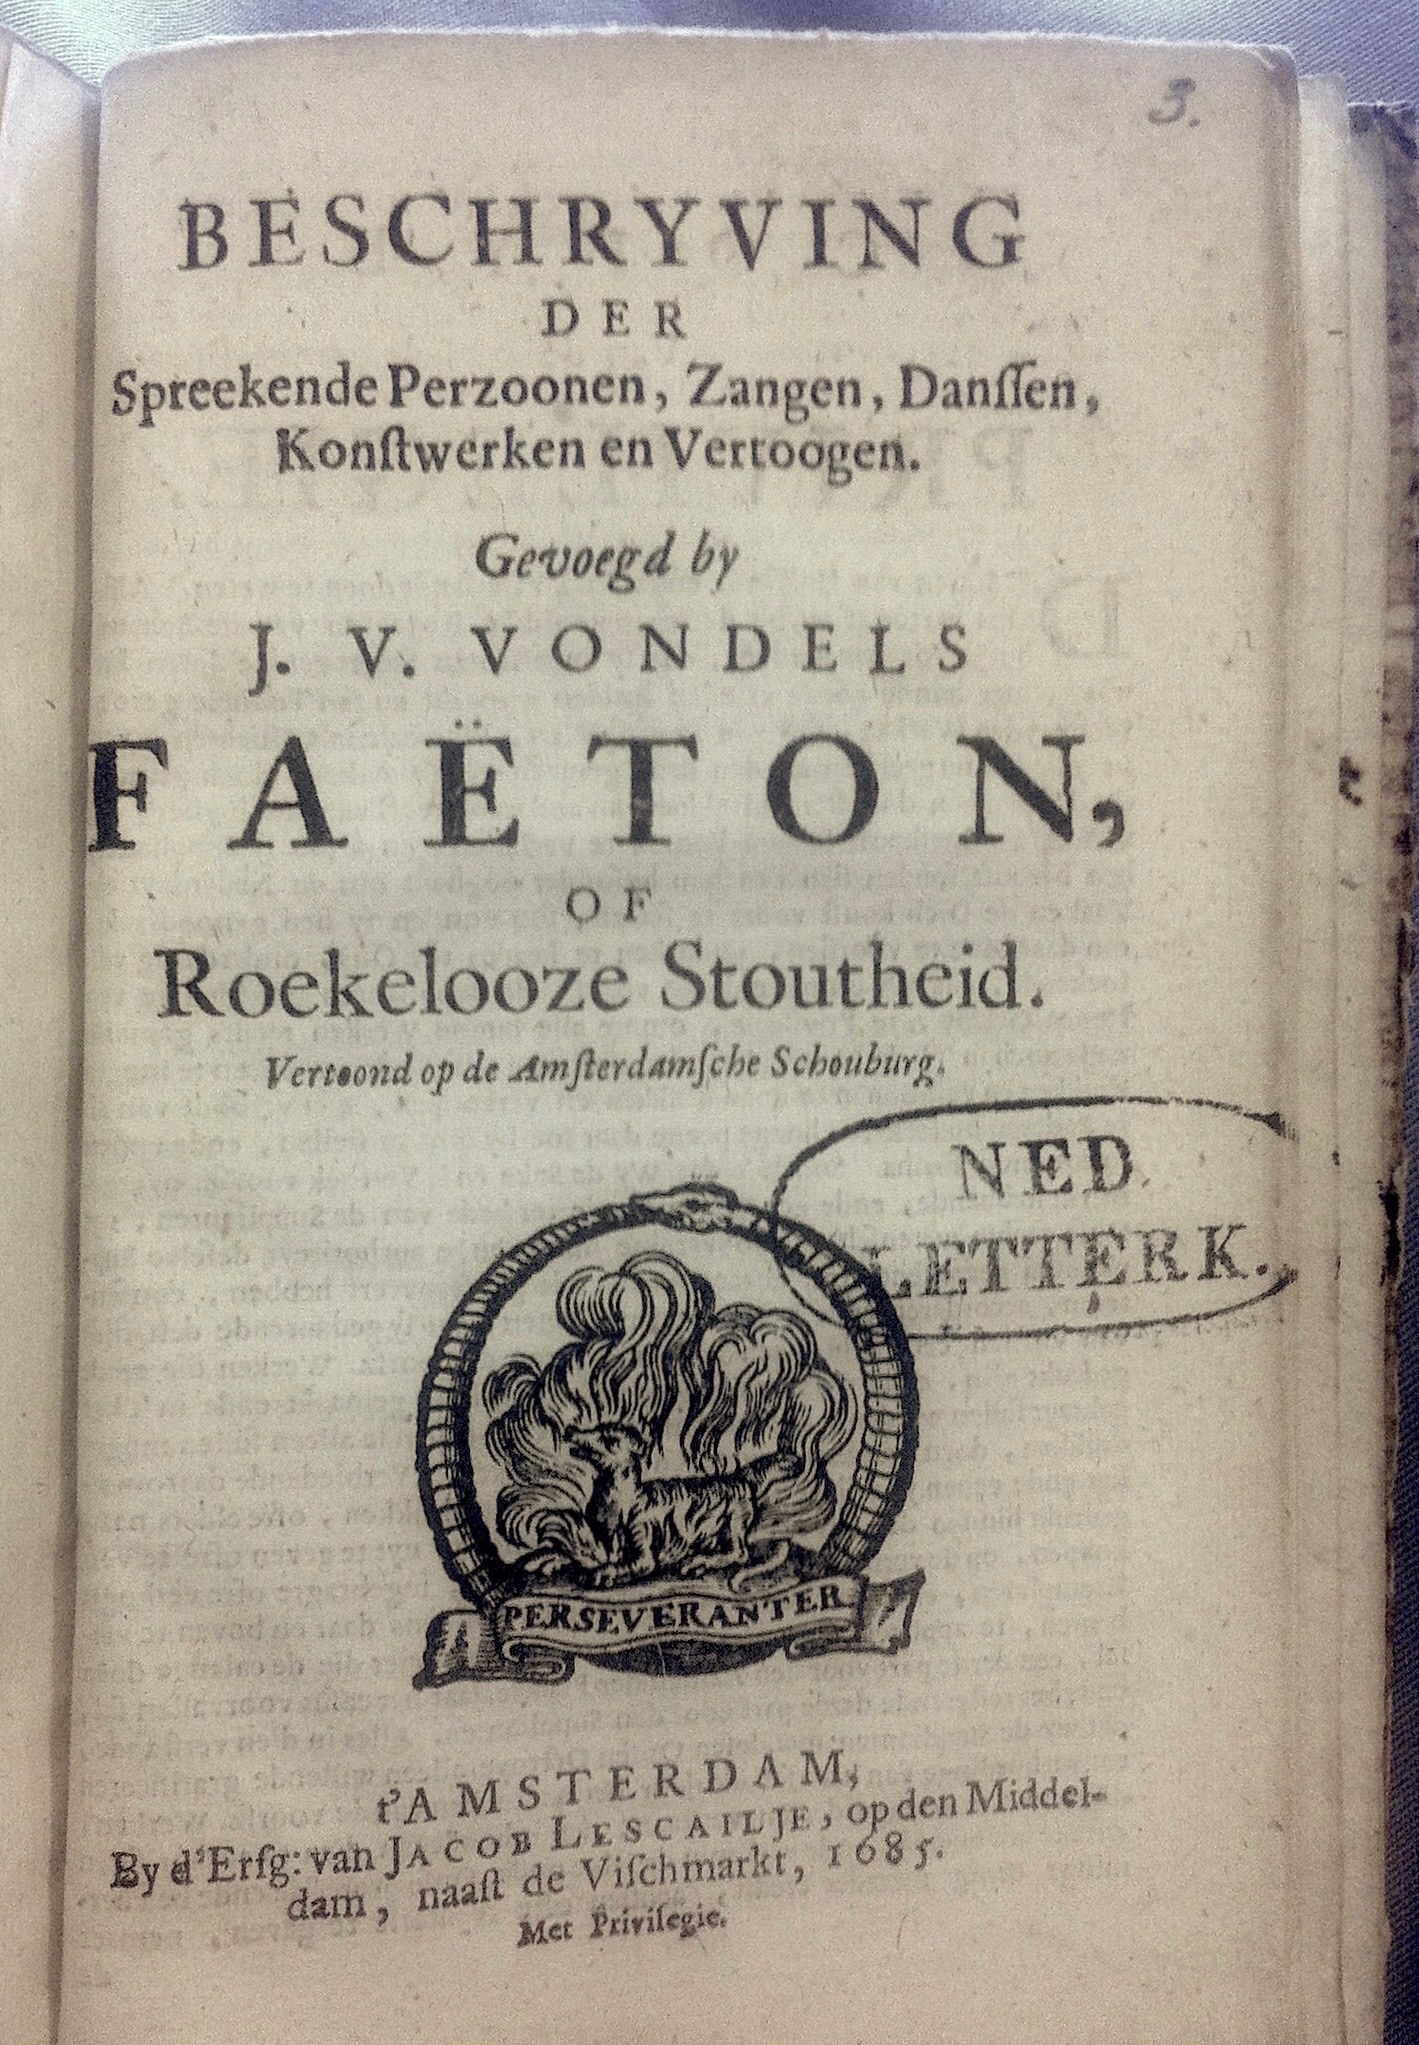 3.
BESCHRYVING
DER
Spreekende Perzoonen, Zangen, Danſſen,
Konſtwerken en Vertoogen.
Gevoegd by
J. V. VONDELS
FAËTON,
OF
Roekelooze Stoutheid.
Vertoond op de Amſterdamſche Schouburg.
NED.
LETTERK.
PERSEVERANTER
t'AMSTERDAM,
By d'Erfg: van JACOB LESCAILJE, op den Middel-
dam, naaſt de Viſchmarkt, 1685.
Met Privilegie.